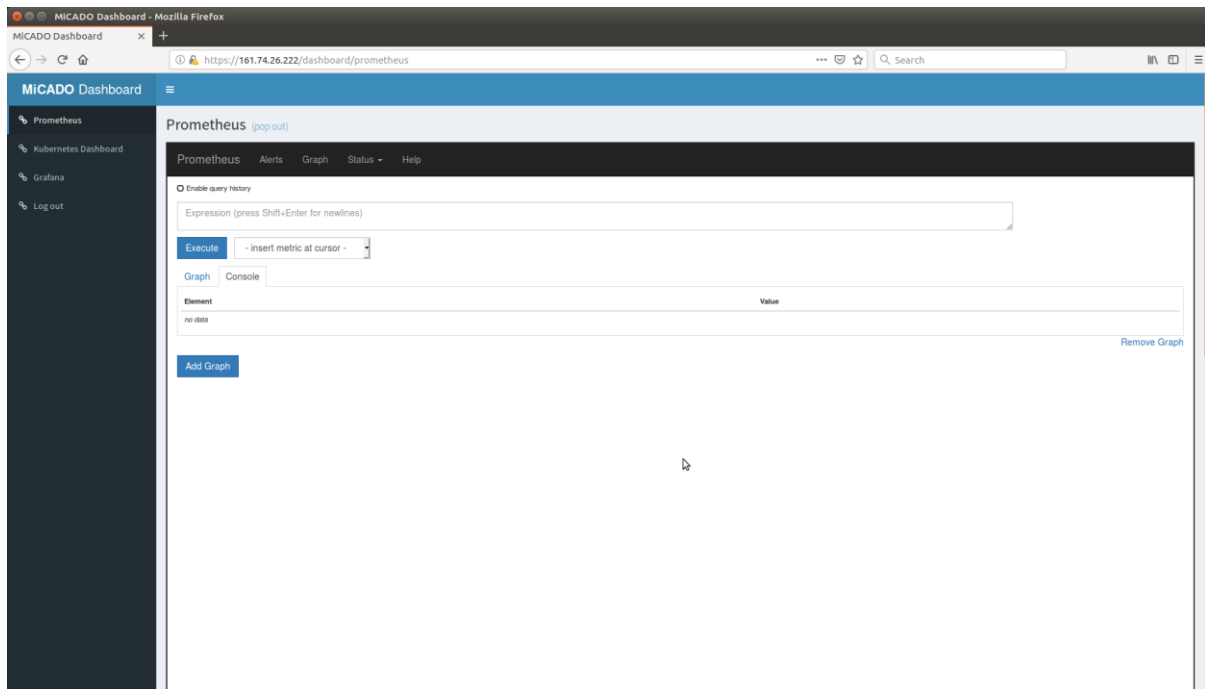 MiCADO Dashboard - Mozilla Firefox
MiCADO Dashboard × +
https://161.74.26.222/dashboard/prometheus Search
MiCADO Dashboard
Prometheus
Kubernetes Dashboard
Grafana
Log out
Prometheus (pop out)
Prometheus Alerts Graph Status Help
Enable query history
Expression (press Shift+Enter for newlines)
Execute - insert metric at cursor -
Graph Console
Element Value
no data
Remove Graph
Add Graph